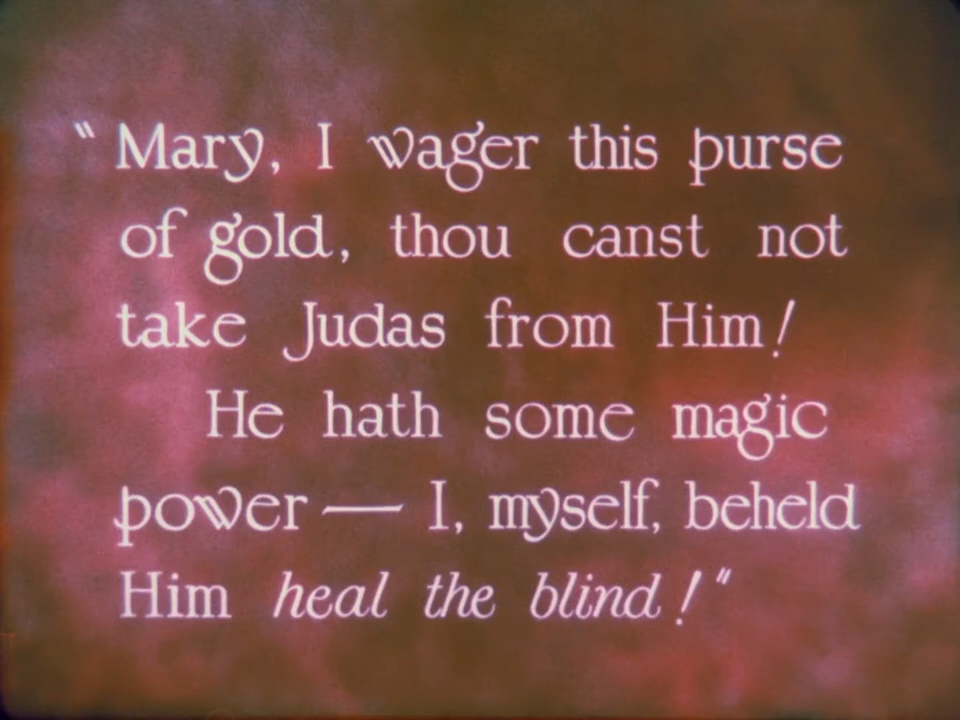 "Mary, I wager this purse
of gold, thou canst not
take Judas from Him!
He hath some magic
power — I, myself, beheld
Him heal the blind!"